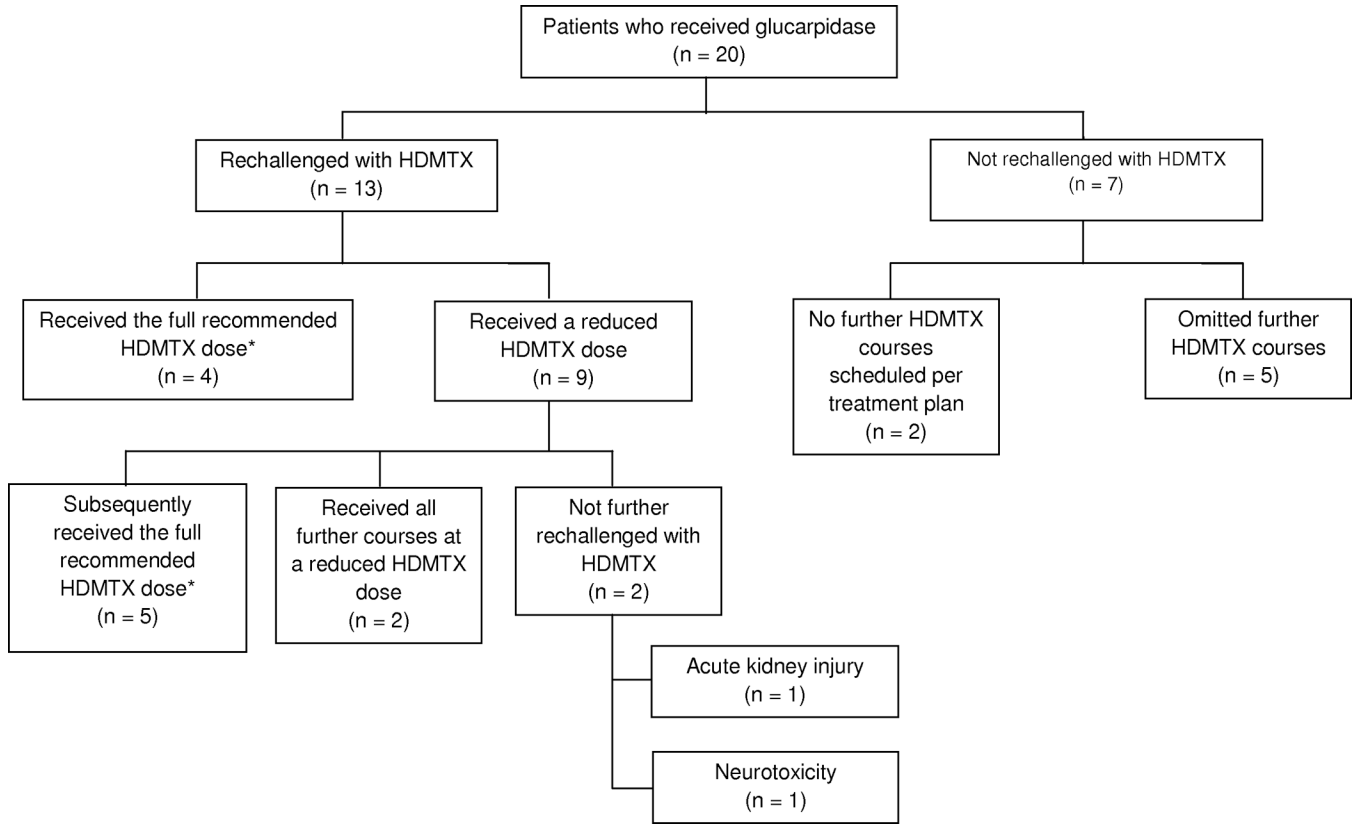 Patients who received glucarpidase
(n = 20)
Rechallenged with HDMTX
(n = 13)
Not rechallenged with HDMTX
(n = 7)
Received the full recommended
HDMTX dose*
(n = 4)
Received a reduced
HDMTX dose
(n = 9)
No further HDMTX
courses
scheduled per
treatment plan
(n = 2)
Omitted further
HDMTX courses
(n = 5)
Subsequently
received the full
recommended
HDMTX dose*
(n = 5)
Received all
further courses at
a reduced HDMTX
dose
(n = 2)
Not further
rechallenged with
HDMTX
(n = 2)
Acute kidney injury
(n = 1)
Neurotoxicity
(n = 1)